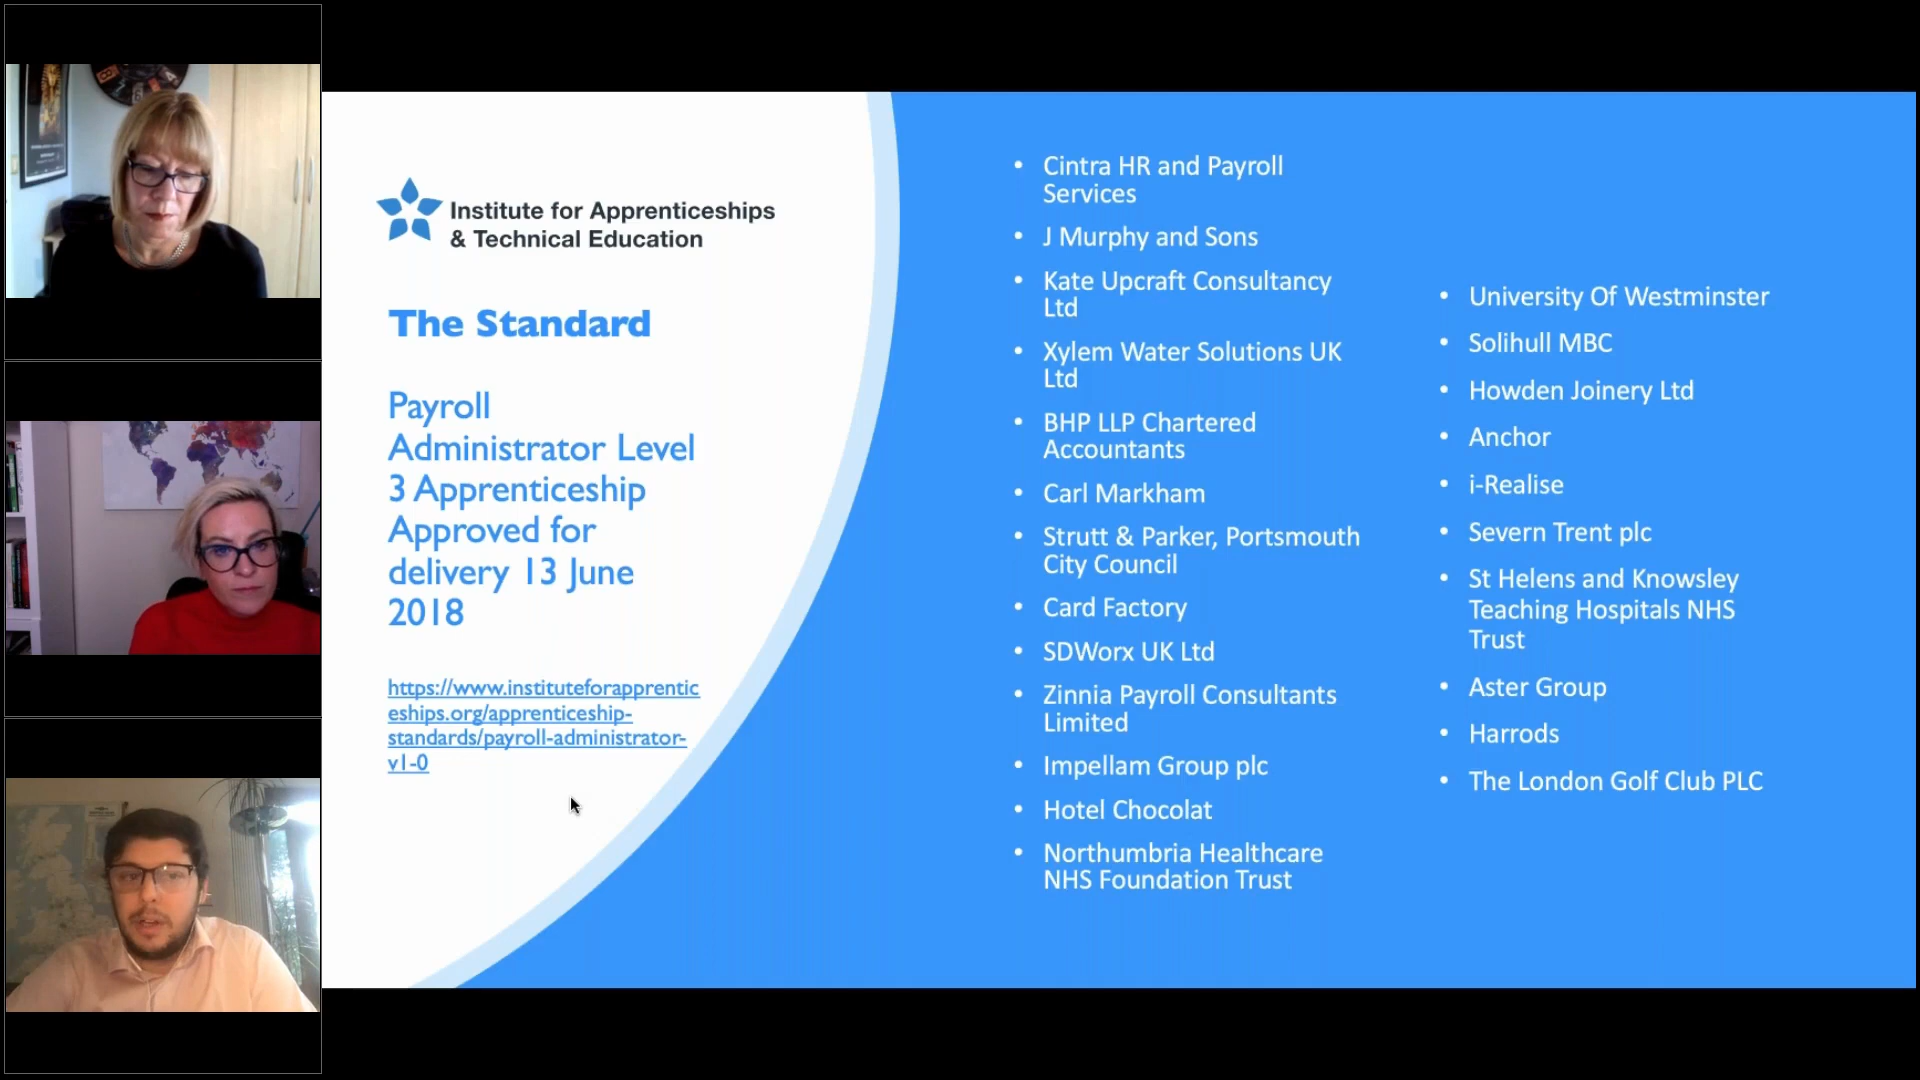 Institute for Apprenticeships
& Technical Education
The Standard
Payroll
Administrator Level
3 Apprenticeship
Approved for
delivery 13 June
2018
https://www.instituteforapprentic
eships.org/apprenticeship-
standards/payroll-administrator-
v1-0
• Cintra HR and Payroll
Services
• J Murphy and Sons
• Kate Upcraft Consultancy
Ltd
• Xylem Water Solutions UK
Ltd
• BHP LLP Chartered
Accountants
• Carl Markham
• Strutt & Parker, Portsmouth
City Council
• Card Factory
• SDWorx UK Ltd
• Zinnia Payroll Consultants
Limited
• Impellam Group plc
• Hotel Chocolat
• Northumbria Healthcare
NHS Foundation Trust
• University Of Westminster
• Solihull MBC
• Howden Joinery Ltd
• Anchor
• i-Realise
• Severn Trent plc
• St Helens and Knowsley
Teaching Hospitals NHS
Trust
• Aster Group
• Harrods
• The London Golf Club PLC